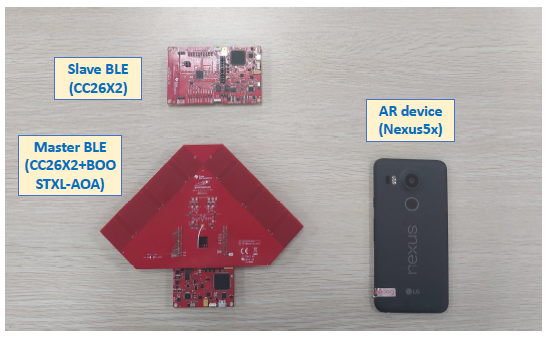 Slave BLE
(CC26X2)
AR device
(Nexus5x)
Master BLE
(CC26X2+BOO
STXL-AOA)
nexus
LG